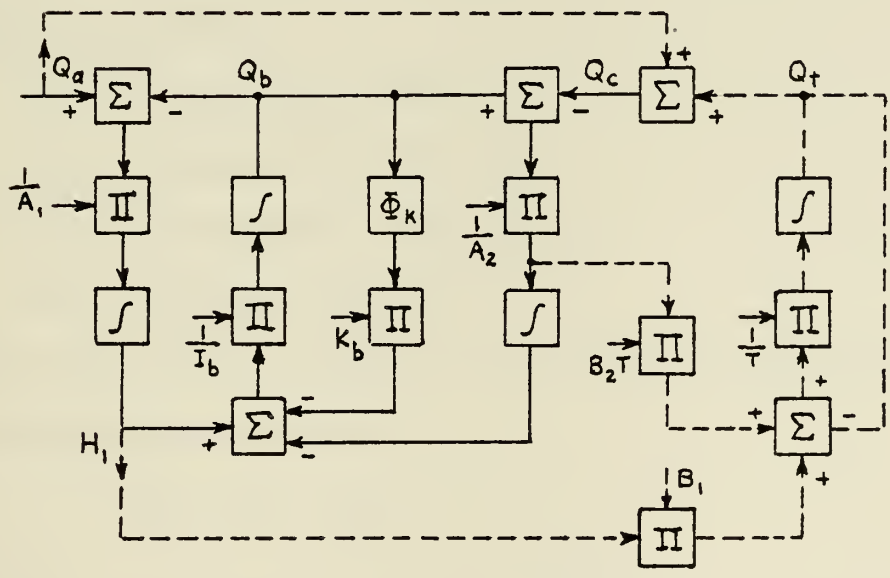 Qa
Qb
Qc
Qt
+
Σ
-
+
Σ
-
+
Σ
+
1/A1
Π
∫
Φk
1/A2
Π
∫
∫
1/Ib
Π
Kb
Π
∫
B2T
Π
1/T
Π
H1
+
Σ
-
-
+
Σ
+
-
+
B1
Π